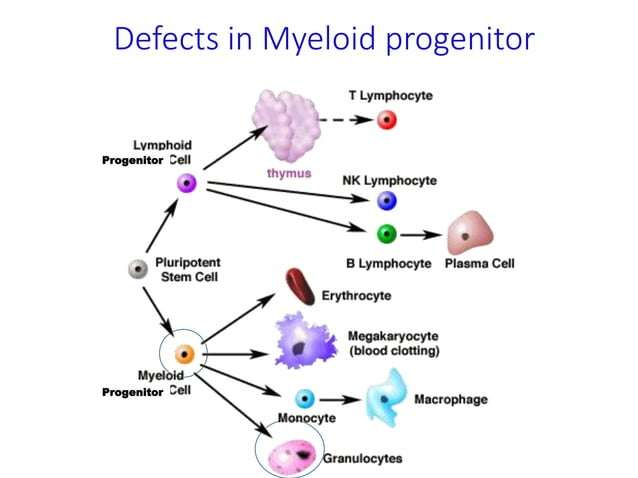 Defects in Myeloid progenitor
T Lymphocyte
Lymphoid
Progenitor Cell
thymus
NK Lymphocyte
B Lymphocyte
Plasma Cell
Pluripotent
Stem Cell
Erythrocyte
Megakaryocyte
(blood clotting)
Myeloid
Progenitor Cell
Macrophage
Monocyte
Granulocytes